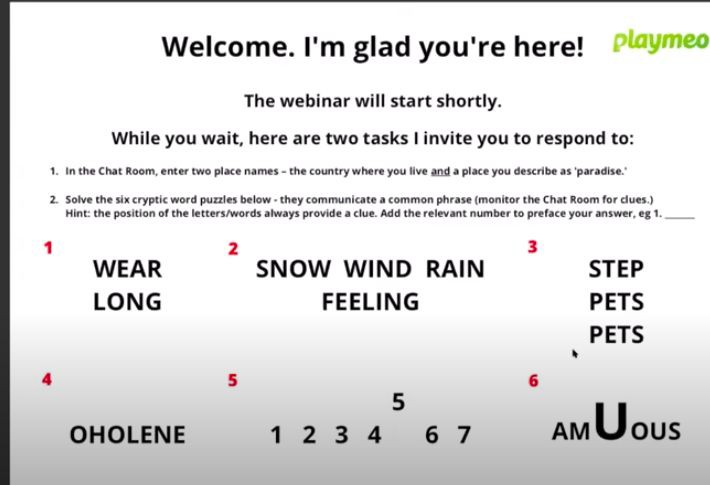 Welcome. I'm glad you're here!
playmeo
The webinar will start shortly.
While you wait, here are two tasks I invite you to respond to:
1. In the Chat Room, enter two place names – the country where you live and a place you describe as 'paradise.'
2. Solve the six cryptic word puzzles below - they communicate a common phrase (monitor the Chat Room for clues.)
Hint: the position of the letters/words always provide a clue. Add the relevant number to preface your answer, eg 1. ______
1
WEAR
LONG
2
SNOW WIND RAIN
FEELING
3
STEP
PETS
PETS
4
OHOLENE
5
5
1 2 3 4 6 7
6
AMUOUS